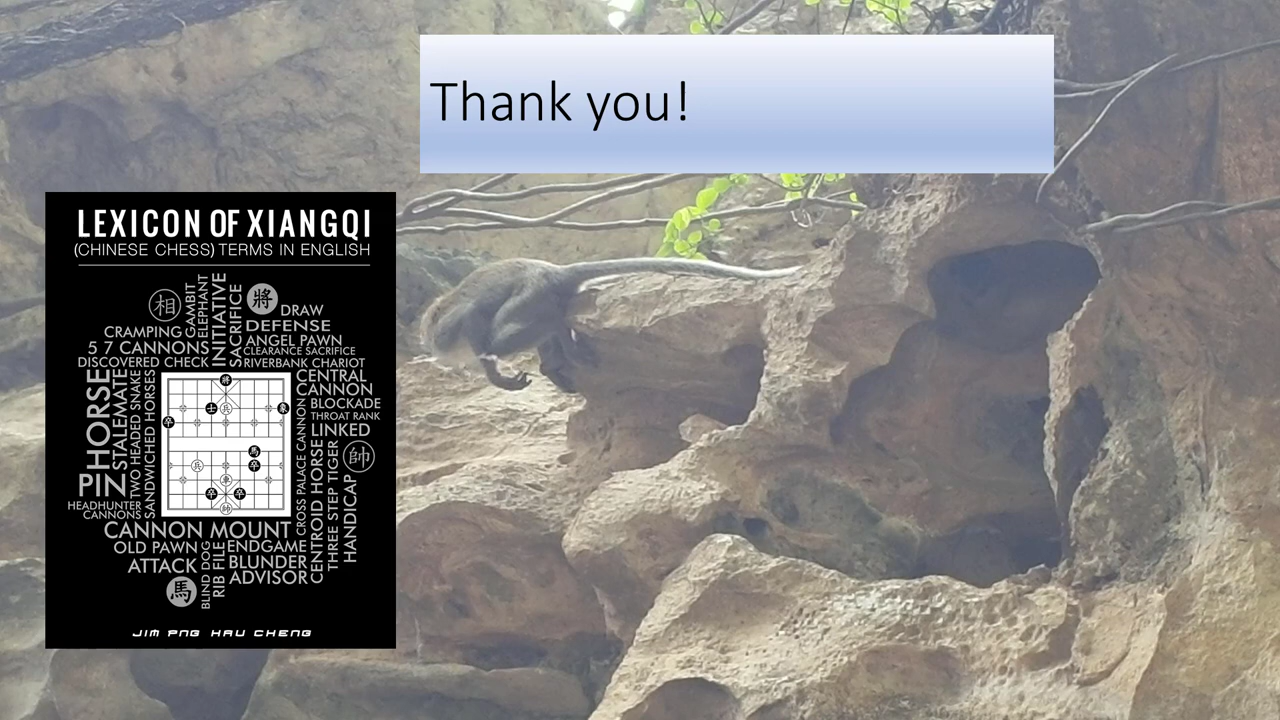 Thank you!
LEXICON OF XIANGQI
(CHINESE CHESS) TERMS IN ENGLISH
相
GAMBIT
ELEPHANT
INITIATIVE
SACRIFICE
將
DRAW
CRAMPING
DEFENSE
5 7 CANNONS
ANGEL PAWN
CLEARANCE SACRIFICE
DISCOVERED CHECK
RIVERBANK CHARIOT
HORSE
STALEMATE
TWO HEADED SNAKE
SANDWICHED HORSES
CENTRAL
CANNON
BLOCKADE
THROAT RANK
LINKED
PIN
HEADHUNTER
CANNONS
CROSS PALACE CANNON
CENTROID HORSE
THREE STEP TIGER
HANDICAP
帥
CANNON MOUNT
OLD PAWN
ATTACK
BLIND DOG
RIB FILE
ENDGAME
BLUNDER
ADVISOR
馬
JIM PNG HAU CHENG